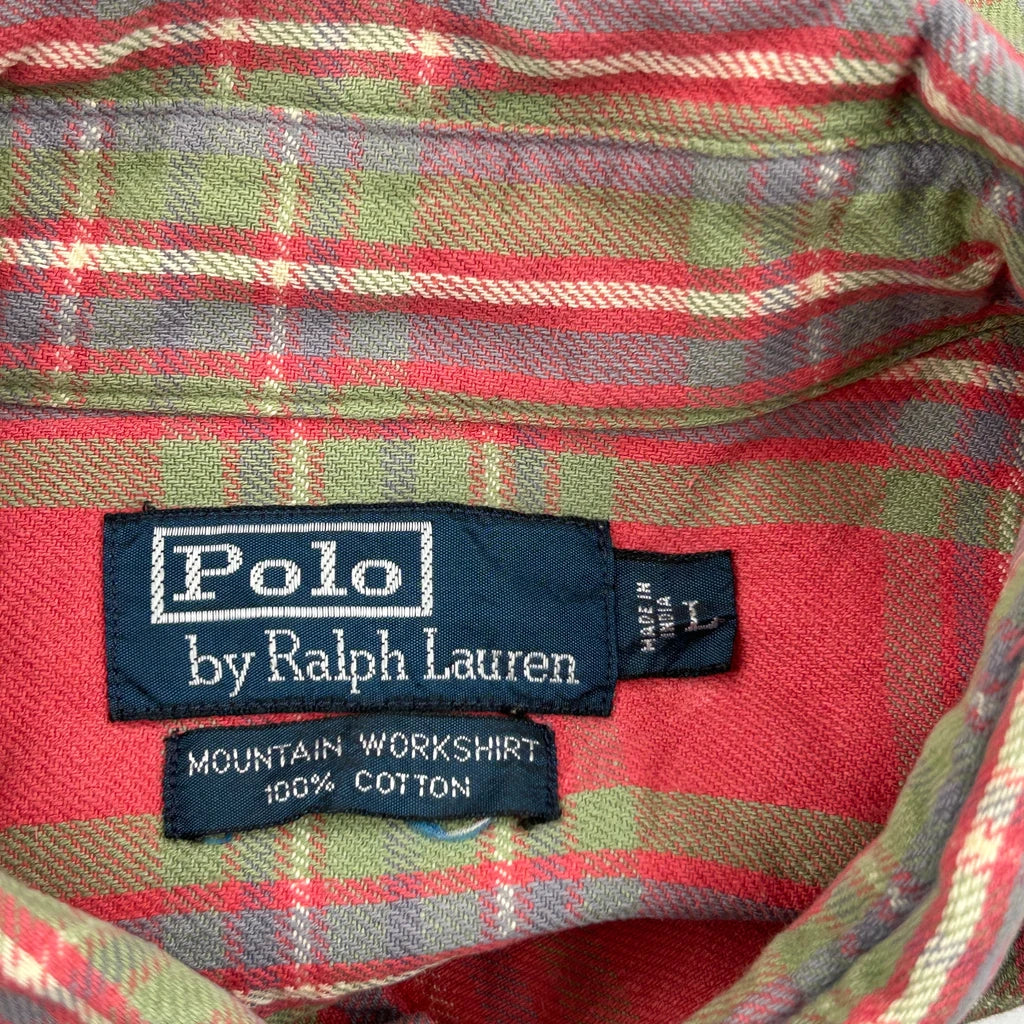 Polo
by Ralph Lauren
MADE IN
INDIA
L
MOUNTAIN WORKSHIRT
100% COTTON